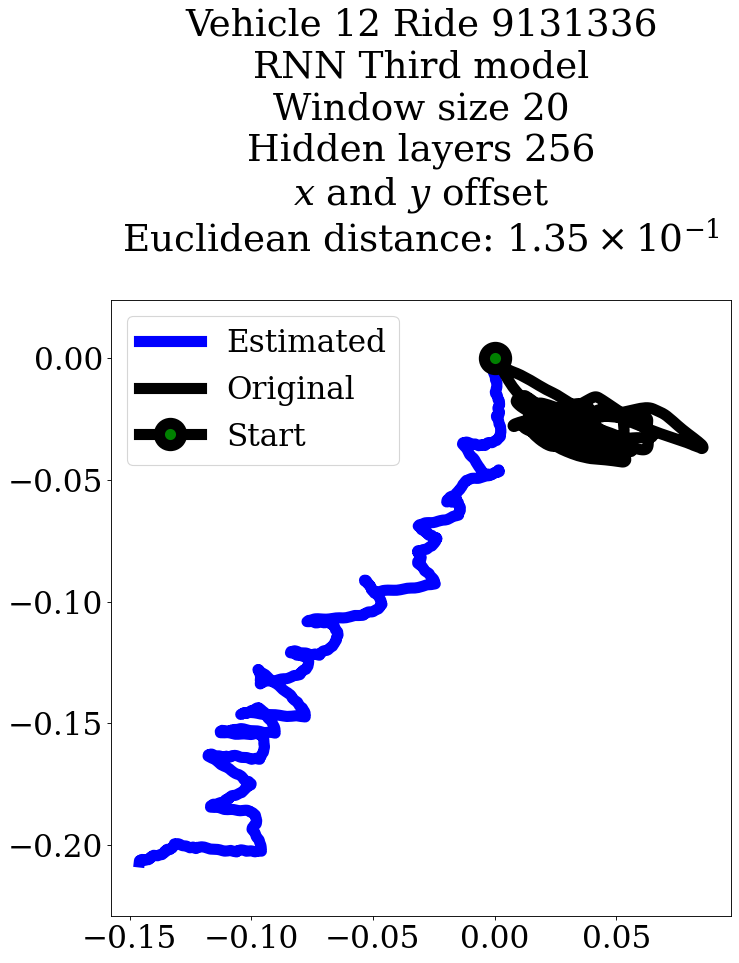 Vehicle 12 Ride 9131336
RNN Third model
Window size 20
Hidden layers 256
x and y offset
Euclidean distance: 1.35 × 10⁻¹
Estimated
Original
Start
0.00
−0.05
−0.10
−0.15
−0.20
−0.15 −0.10 −0.05 0.00 0.05